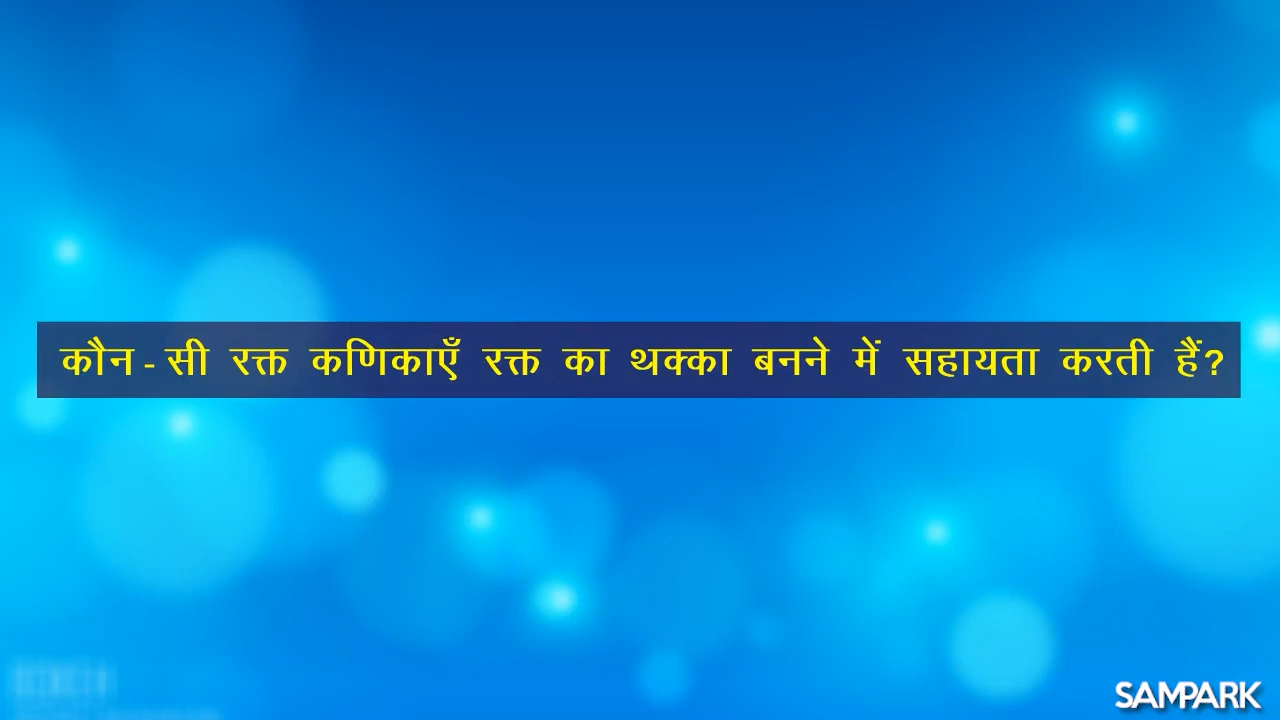 कौन-सी रक्त कणिकाएँ रक्त का थक्का बनने में सहायता करती हैं?
SAMPARK